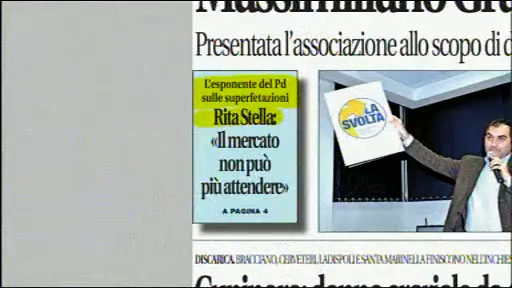 Massimiliano
Presentata l'associazione allo scopo di
L'esponente del Pd
sulle superfetazioni
Rita Stella:
«Il mercato
non può
più attendere»
A PAGINA 4
LA
SVOLTA
DISCARICA. BRACCIANO, CERVETERI, LADISPOLI E SANTA MARINELLA FINISCONO NELL'INCHIES